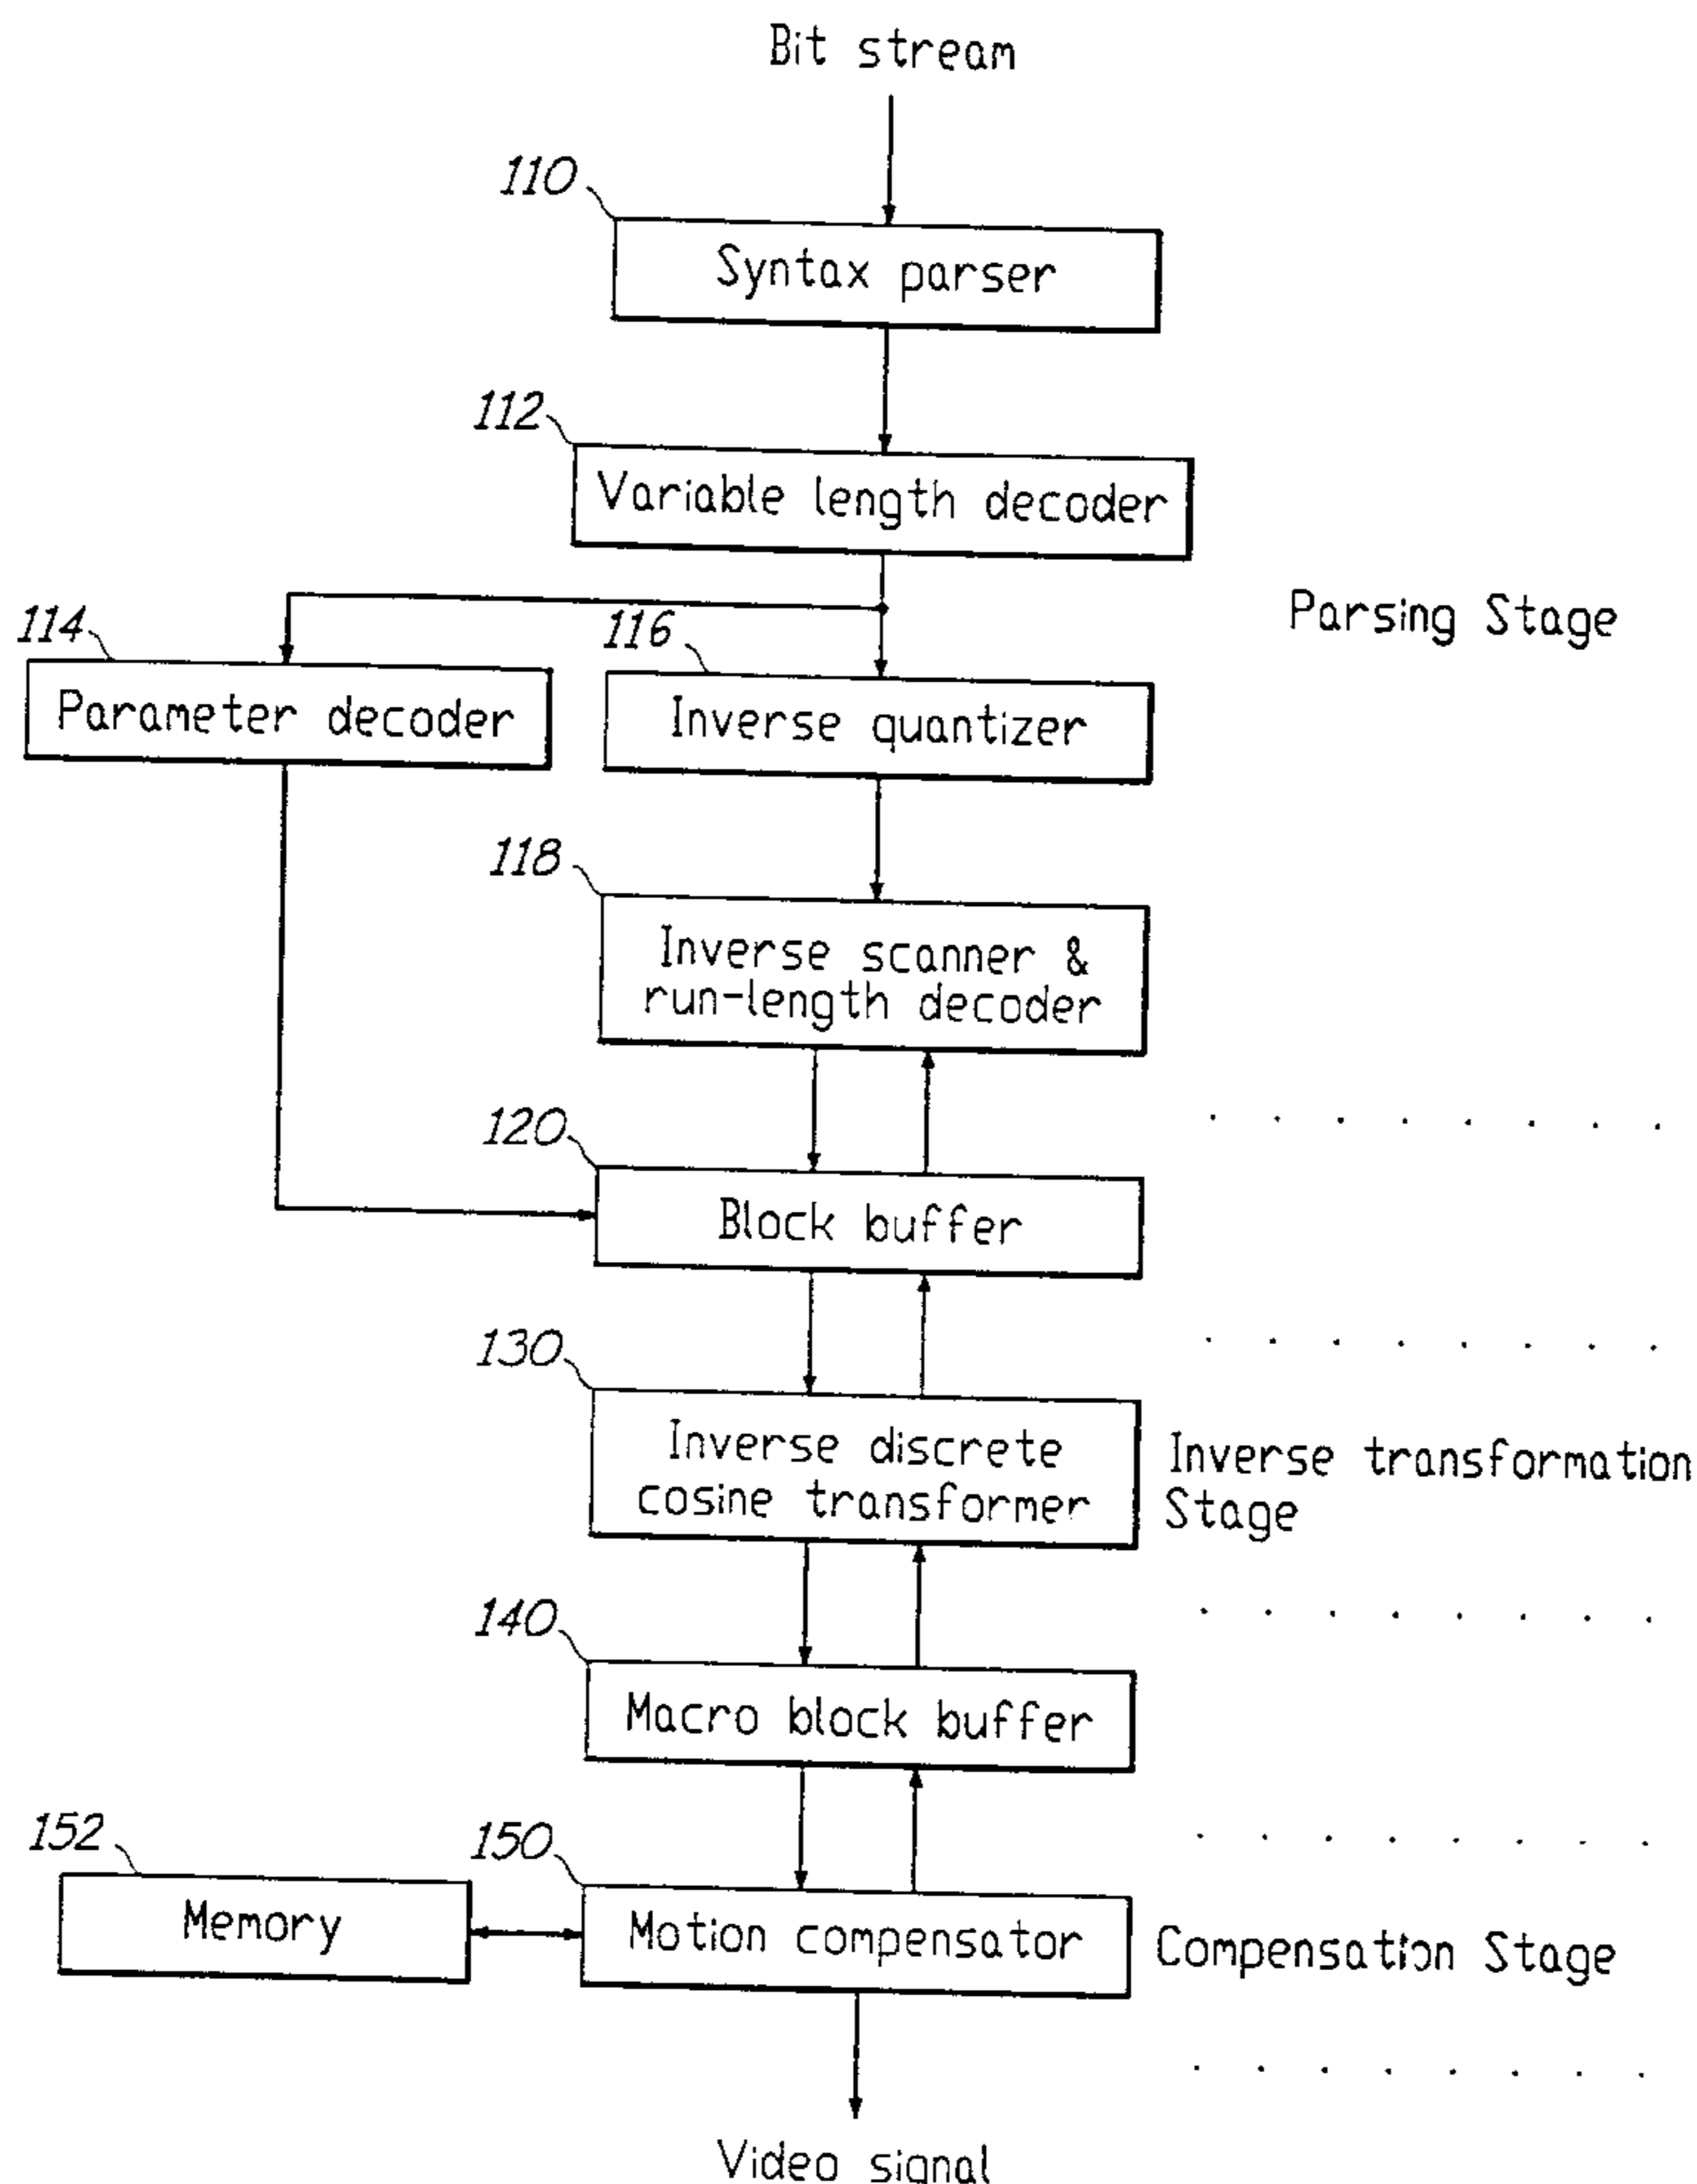 Bit stream
110
Syntax parser
112
Variable length decoder
Parsing Stage
114
116
Parameter decoder
Inverse quantizer
118
Inverse scanner &
run-length decoder
120
Block buffer
130
Inverse discrete
cosine transformer
Inverse transformation
Stage
140
Macro block buffer
152
150
Memory
Motion compensator
Compensation Stage
Video signal